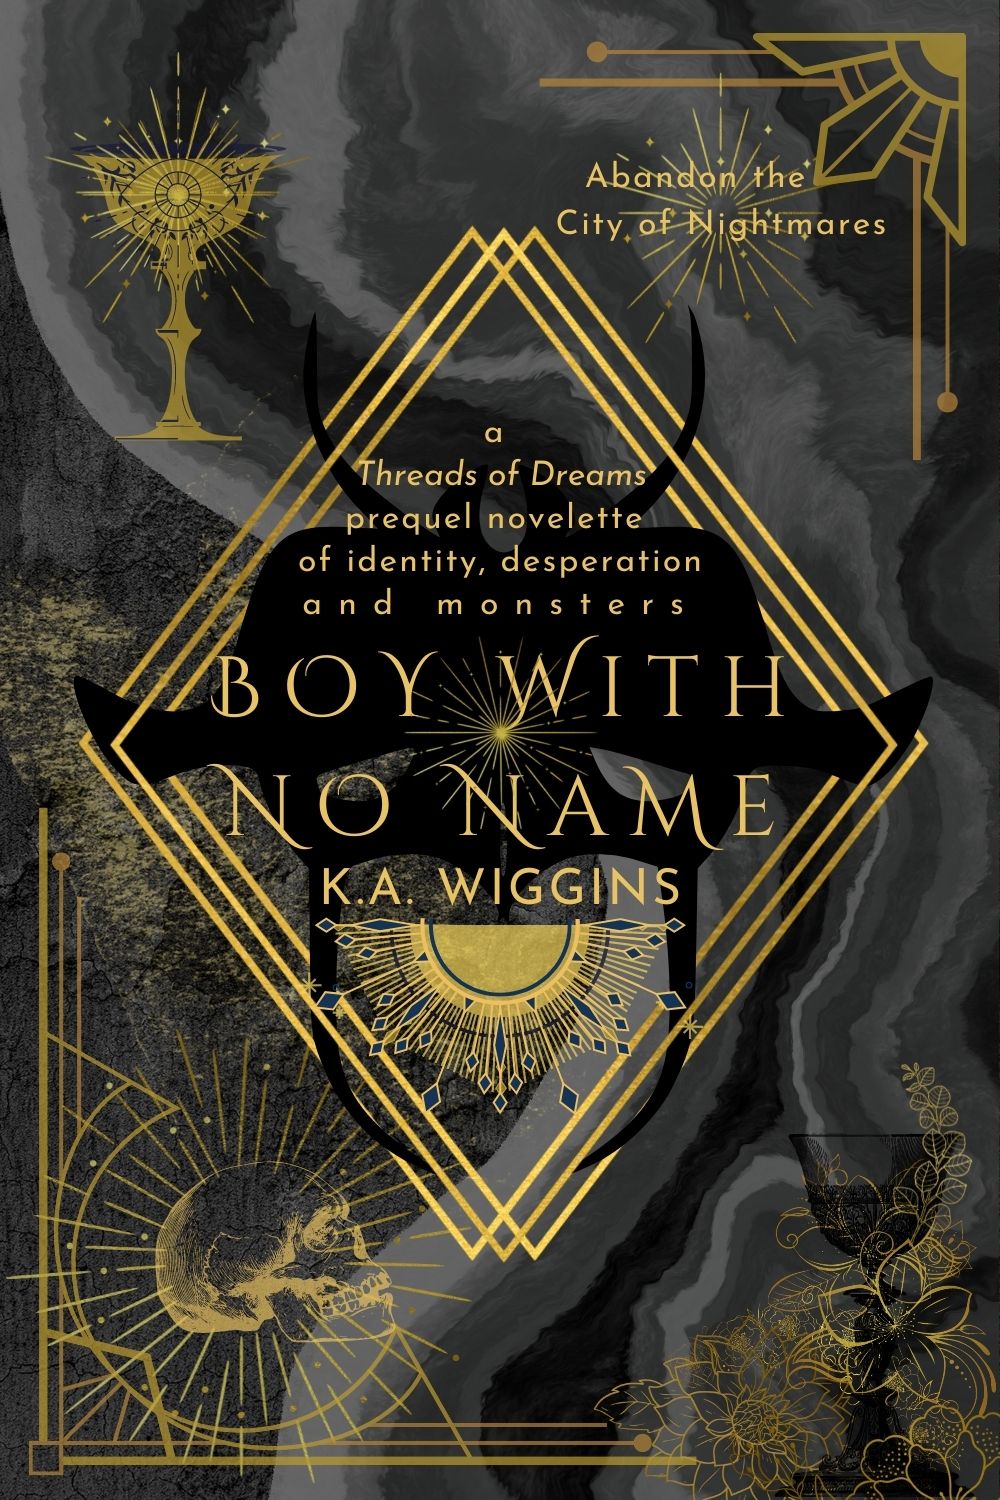 Abandon the
City of Nightmares
a
Threads of Dreams
prequel novelette
of identity, desperation
and monsters
BOY WITH
NO NAME
K.A. WIGGINS